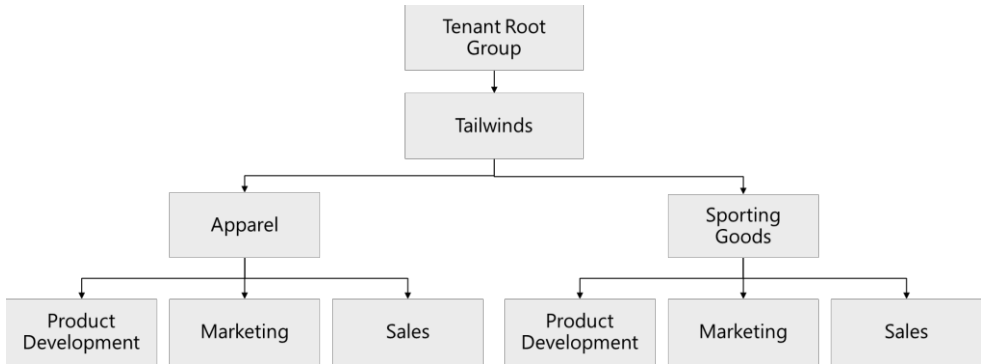 Tenant Root
Group
Tailwinds
Apparel
Sporting
Goods
Product
Development
Marketing
Sales
Product
Development
Marketing
Sales